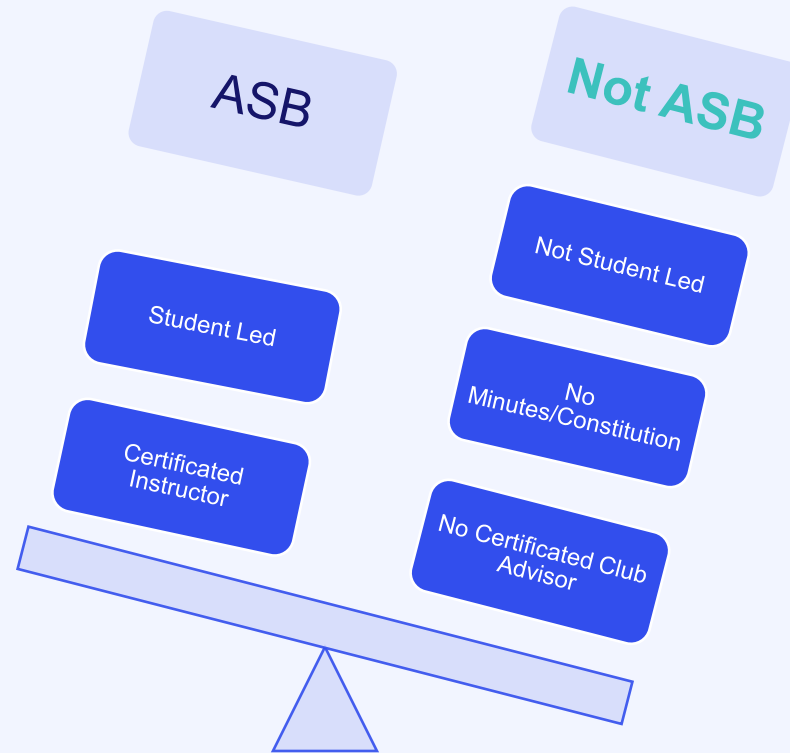 ASB
Not ASB
Student Led
Certificated
Instructor
Not Student Led
No
Minutes/Constitution
No Certificated Club
Advisor